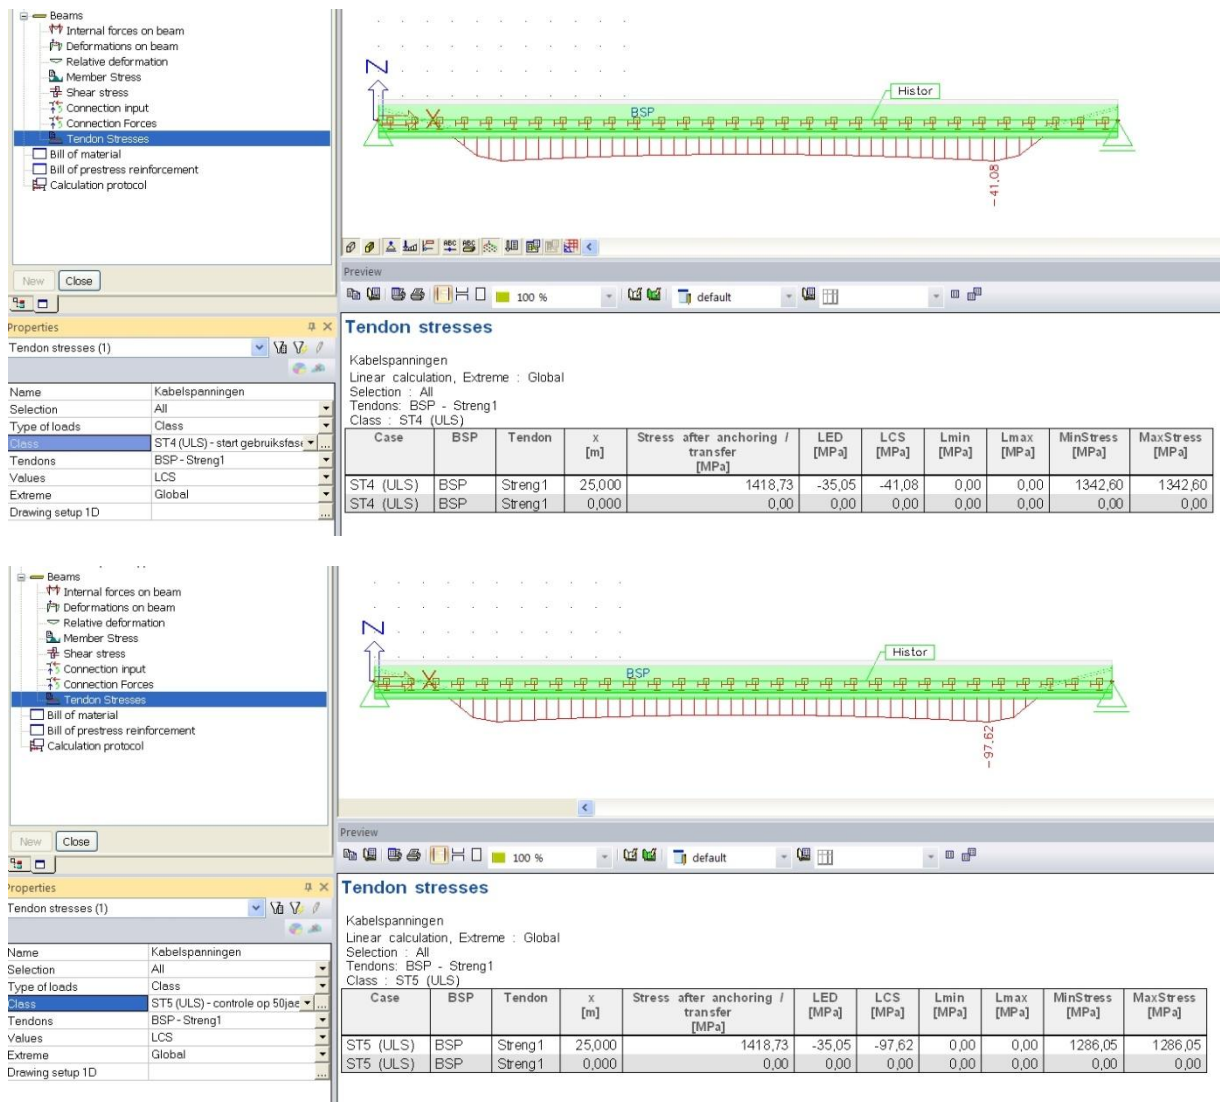 Beams
Internal forces on beam
Deformations on beam
Relative deformation
Member Stress
Shear stress
Connection input
Connection Forces
Tendon Stresses
Bill of material
Bill of prestress reinforcement
Calculation protocol
New Close
Z
X
BSP
Histor
-41,08
Preview
100 %
default
Properties
Tendon stresses (1)
Name Kabelspanningen
Selection All
Type of loads Class
Class ST4 (ULS) - start gebruiksfase ...
Tendons BSP - Streng1
Values LCS
Extreme Global
Drawing setup 1D ...
Tendon stresses
Kabelspanningen
Linear calculation, Extreme : Global
Selection : All
Tendons: BSP - Streng1
Class : ST4 (ULS)
Case BSP Tendon x [m] Stress after anchoring / transfer [MPa] LED [MPa] LCS [MPa] Lmin [MPa] Lmax [MPa] MinStress [MPa] MaxStress [MPa]
ST4 (ULS) BSP Streng1 25,000 1418,73 -35,05 -41,08 0,00 0,00 1342,60 1342,60
ST4 (ULS) BSP Streng1 0,000 0,00 0,00 0,00 0,00 0,00 0,00 0,00
Beams
Internal forces on beam
Deformations on beam
Relative deformation
Member Stress
Shear stress
Connection input
Connection Forces
Tendon Stresses
Bill of material
Bill of prestress reinforcement
Calculation protocol
New Close
Z
X
BSP
Histor
-97,62
Preview
100 %
default
Properties
Tendon stresses (1)
Name Kabelspanningen
Selection All
Type of loads Class
Class ST5 (ULS) - controle op 50jaa ...
Tendons BSP - Streng1
Values LCS
Extreme Global
Drawing setup 1D ...
Tendon stresses
Kabelspanningen
Linear calculation, Extreme : Global
Selection : All
Tendons: BSP - Streng1
Class : ST5 (ULS)
Case BSP Tendon x [m] Stress after anchoring / transfer [MPa] LED [MPa] LCS [MPa] Lmin [MPa] Lmax [MPa] MinStress [MPa] MaxStress [MPa]
ST5 (ULS) BSP Streng1 25,000 1418,73 -35,05 -97,62 0,00 0,00 1286,05 1286,05
ST5 (ULS) BSP Streng1 0,000 0,00 0,00 0,00 0,00 0,00 0,00 0,00